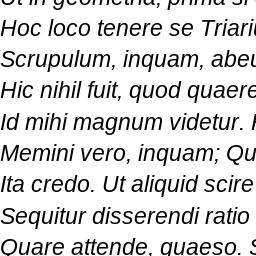 Ut in geometria, prima si
Hoc loco tenere se Triari
Scrupulum, inquam, abeu
Hic nihil fuit, quod quaere
Id mihi magnum videtur.
Memini vero, inquam; Qu
Ita credo. Ut aliquid scire
Sequitur disserendi ratio
Quare attende, quaeso.